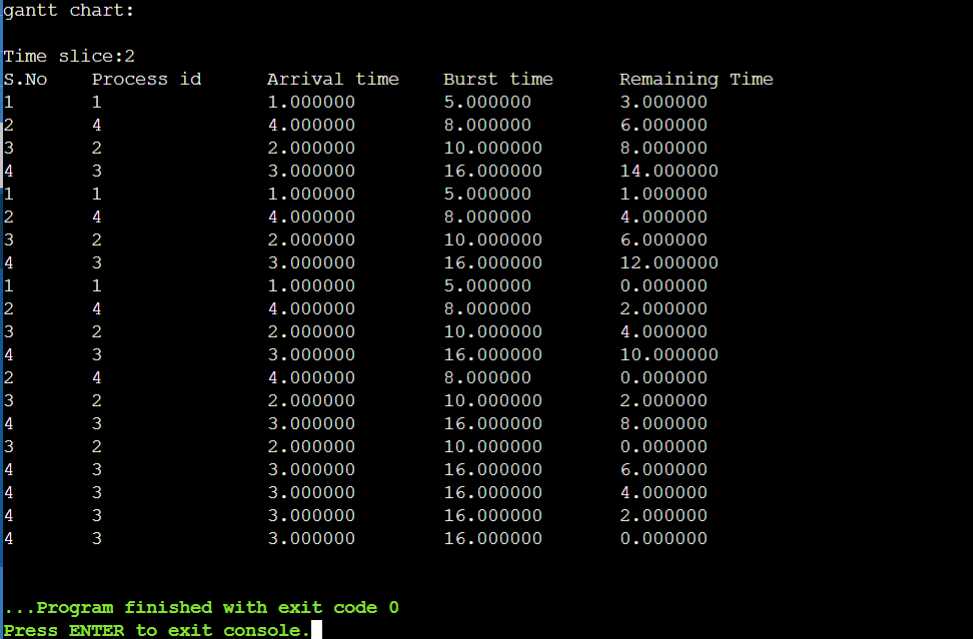 gantt chart:
Time slice:2
S.No Process id Arrival time Burst time Remaining Time
1 1 1.000000 5.000000 3.000000
2 4 4.000000 8.000000 6.000000
3 2 2.000000 10.000000 8.000000
4 3 3.000000 16.000000 14.000000
1 1 1.000000 5.000000 1.000000
2 4 4.000000 8.000000 4.000000
3 2 2.000000 10.000000 6.000000
4 3 3.000000 16.000000 12.000000
1 1 1.000000 5.000000 0.000000
2 4 4.000000 8.000000 2.000000
3 2 2.000000 10.000000 4.000000
4 3 3.000000 16.000000 10.000000
2 4 4.000000 8.000000 0.000000
3 2 2.000000 10.000000 2.000000
4 3 3.000000 16.000000 8.000000
3 2 2.000000 10.000000 0.000000
4 3 3.000000 16.000000 6.000000
4 3 3.000000 16.000000 4.000000
4 3 3.000000 16.000000 2.000000
4 3 3.000000 16.000000 0.000000
...Program finished with exit code 0
Press ENTER to exit console.